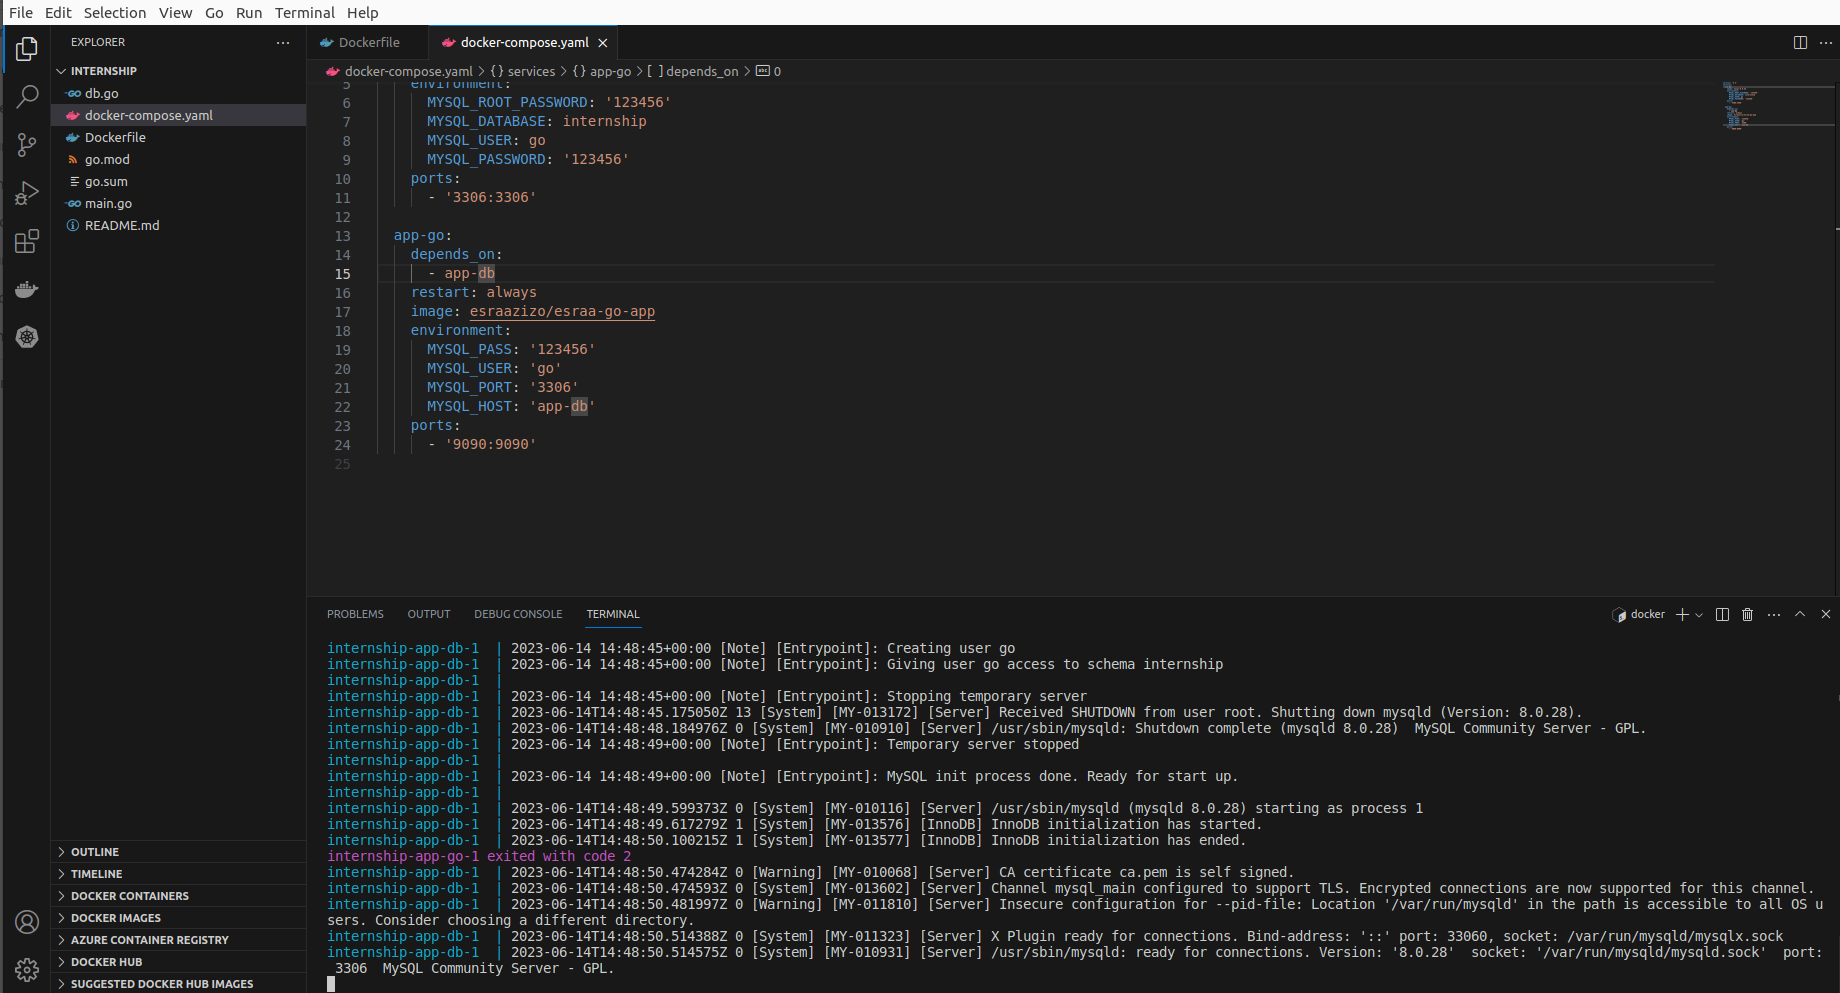 File Edit Selection View Go Run Terminal Help
EXPLORER
INTERNSHIP
db.go
docker-compose.yaml
Dockerfile
go.mod
go.sum
main.go
README.md
OUTLINE
TIMELINE
DOCKER CONTAINERS
DOCKER IMAGES
AZURE CONTAINER REGISTRY
DOCKER HUB
SUGGESTED DOCKER HUB IMAGES
Dockerfile docker-compose.yaml
docker-compose.yaml > {} services > {} app-go > [ ] depends_on > abc 0
5 environment:
6 MYSQL_ROOT_PASSWORD: '123456'
7 MYSQL_DATABASE: internship
8 MYSQL_USER: go
9 MYSQL_PASSWORD: '123456'
10 ports:
11 - '3306:3306'
12
13 app-go:
14 depends_on:
15 - app-db
16 restart: always
17 image: esraazizo/esraa-go-app
18 environment:
19 MYSQL_PASS: '123456'
20 MYSQL_USER: 'go'
21 MYSQL_PORT: '3306'
22 MYSQL_HOST: 'app-db'
23 ports:
24 - '9090:9090'
25
PROBLEMS OUTPUT DEBUG CONSOLE TERMINAL docker
internship-app-db-1 | 2023-06-14 14:48:45+00:00 [Note] [Entrypoint]: Creating user go
internship-app-db-1 | 2023-06-14 14:48:45+00:00 [Note] [Entrypoint]: Giving user go access to schema internship
internship-app-db-1 |
internship-app-db-1 | 2023-06-14 14:48:45+00:00 [Note] [Entrypoint]: Stopping temporary server
internship-app-db-1 | 2023-06-14T14:48:45.175050Z 13 [System] [MY-013172] [Server] Received SHUTDOWN from user root. Shutting down mysqld (Version: 8.0.28).
internship-app-db-1 | 2023-06-14T14:48:48.184976Z 0 [System] [MY-010910] [Server] /usr/sbin/mysqld: Shutdown complete (mysqld 8.0.28)  MySQL Community Server - GPL.
internship-app-db-1 | 2023-06-14 14:48:49+00:00 [Note] [Entrypoint]: Temporary server stopped
internship-app-db-1 |
internship-app-db-1 | 2023-06-14 14:48:49+00:00 [Note] [Entrypoint]: MySQL init process done. Ready for start up.
internship-app-db-1 |
internship-app-db-1 | 2023-06-14T14:48:49.599373Z 0 [System] [MY-010116] [Server] /usr/sbin/mysqld (mysqld 8.0.28) starting as process 1
internship-app-db-1 | 2023-06-14T14:48:49.617279Z 1 [System] [MY-013576] [InnoDB] InnoDB initialization has started.
internship-app-db-1 | 2023-06-14T14:48:50.100215Z 1 [System] [MY-013577] [InnoDB] InnoDB initialization has ended.
internship-app-go-1 exited with code 2
internship-app-db-1 | 2023-06-14T14:48:50.474284Z 0 [Warning] [MY-010068] [Server] CA certificate ca.pem is self signed.
internship-app-db-1 | 2023-06-14T14:48:50.474593Z 0 [System] [MY-013602] [Server] Channel mysql_main configured to support TLS. Encrypted connections are now supported for this channel.
internship-app-db-1 | 2023-06-14T14:48:50.481997Z 0 [Warning] [MY-011810] [Server] Insecure configuration for --pid-file: Location '/var/run/mysqld' in the path is accessible to all OS u
sers. Consider choosing a different directory.
internship-app-db-1 | 2023-06-14T14:48:50.514388Z 0 [System] [MY-011323] [Server] X Plugin ready for connections. Bind-address: '::' port: 33060, socket: /var/run/mysqld/mysqlx.sock
internship-app-db-1 | 2023-06-14T14:48:50.514575Z 0 [System] [MY-010931] [Server] /usr/sbin/mysqld: ready for connections. Version: '8.0.28'  socket: '/var/run/mysqld/mysqld.sock'  port:
3306  MySQL Community Server - GPL.